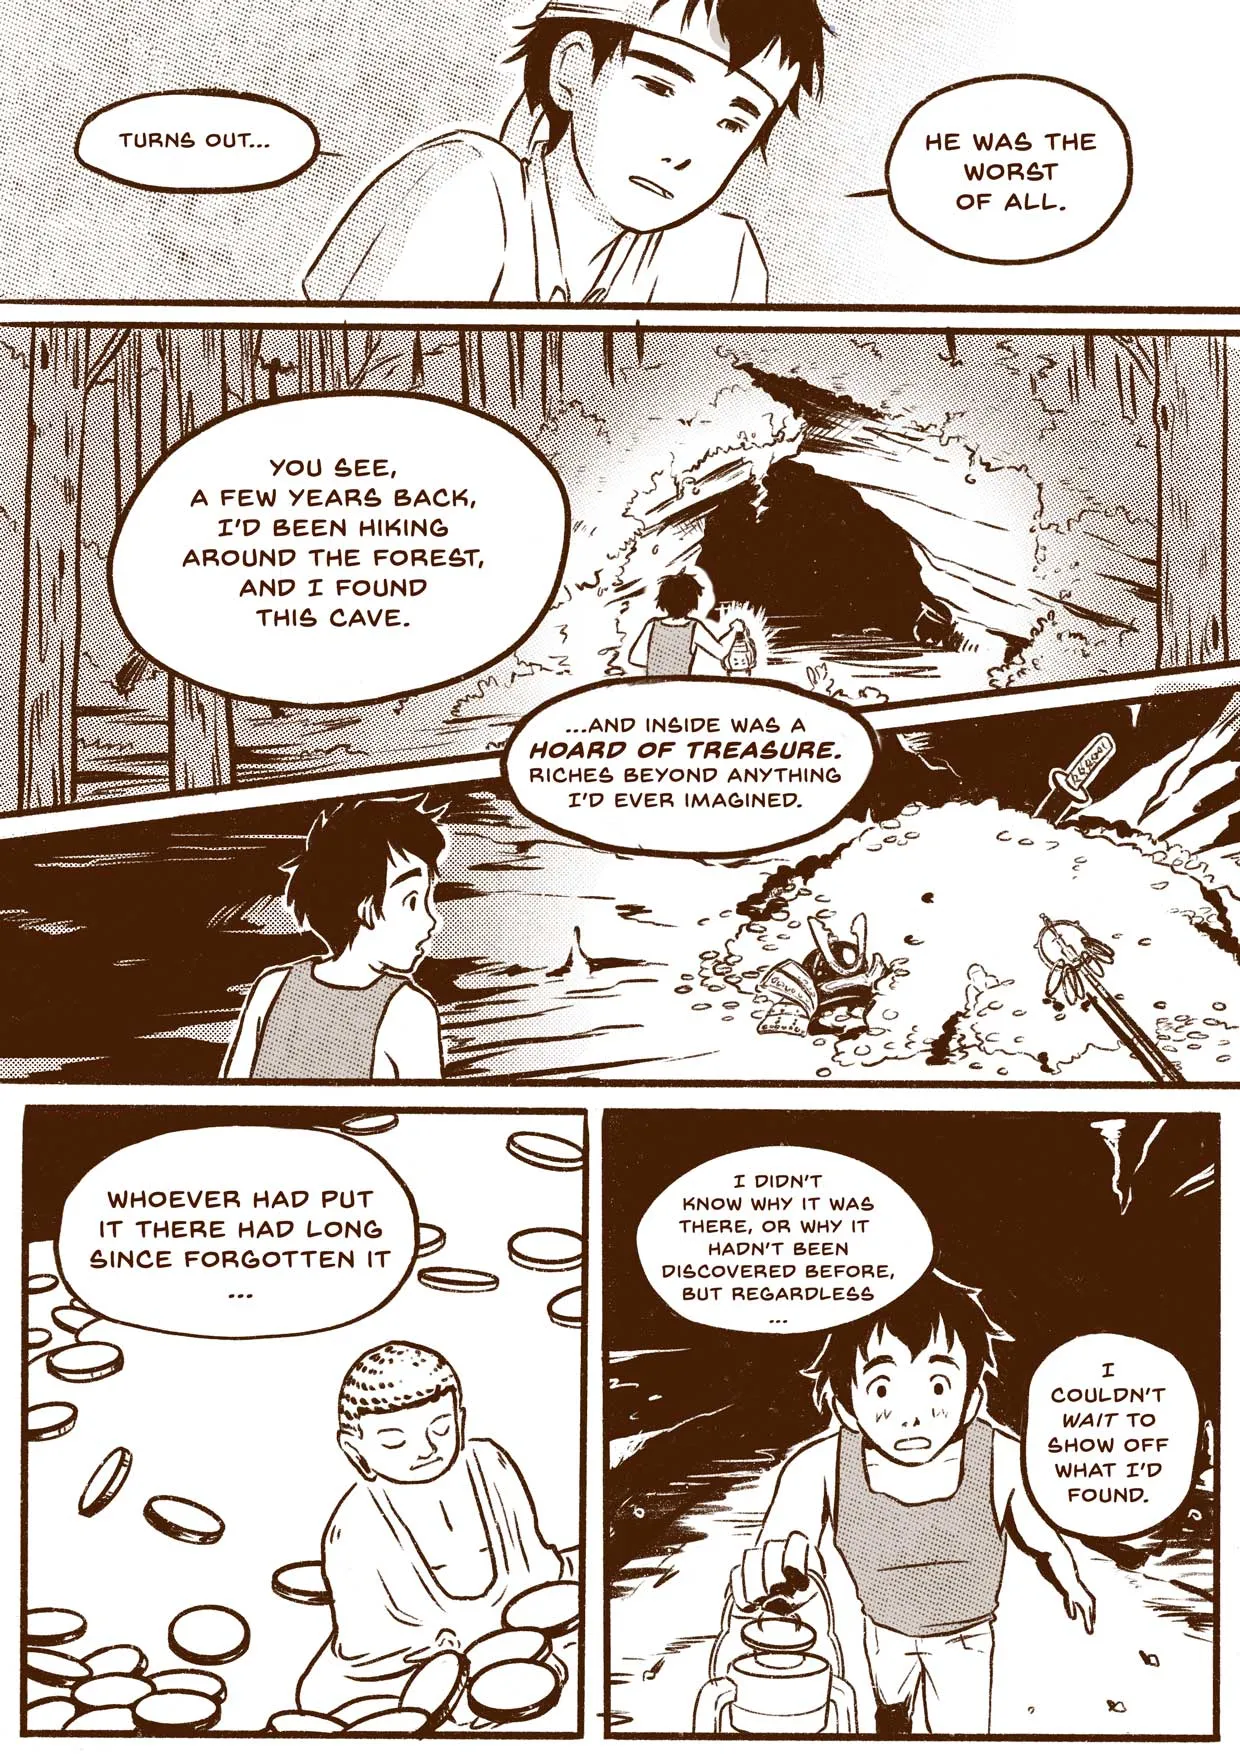 TURNS OUT...
HE WAS THE
WORST
OF ALL.
YOU SEE,
A FEW YEARS BACK,
I'D BEEN HIKING
AROUND THE FOREST,
AND I FOUND
THIS CAVE.
...AND INSIDE WAS A
HOARD OF TREASURE.
RICHES BEYOND ANYTHING
I'D EVER IMAGINED.
WHOEVER HAD PUT
IT THERE HAD LONG
SINCE FORGOTTEN IT
...
I DIDN'T
KNOW WHY IT WAS
THERE, OR WHY IT
HADN'T BEEN
DISCOVERED BEFORE,
BUT REGARDLESS
...
I
COULDN'T
WAIT TO
SHOW OFF
WHAT I'D
FOUND.